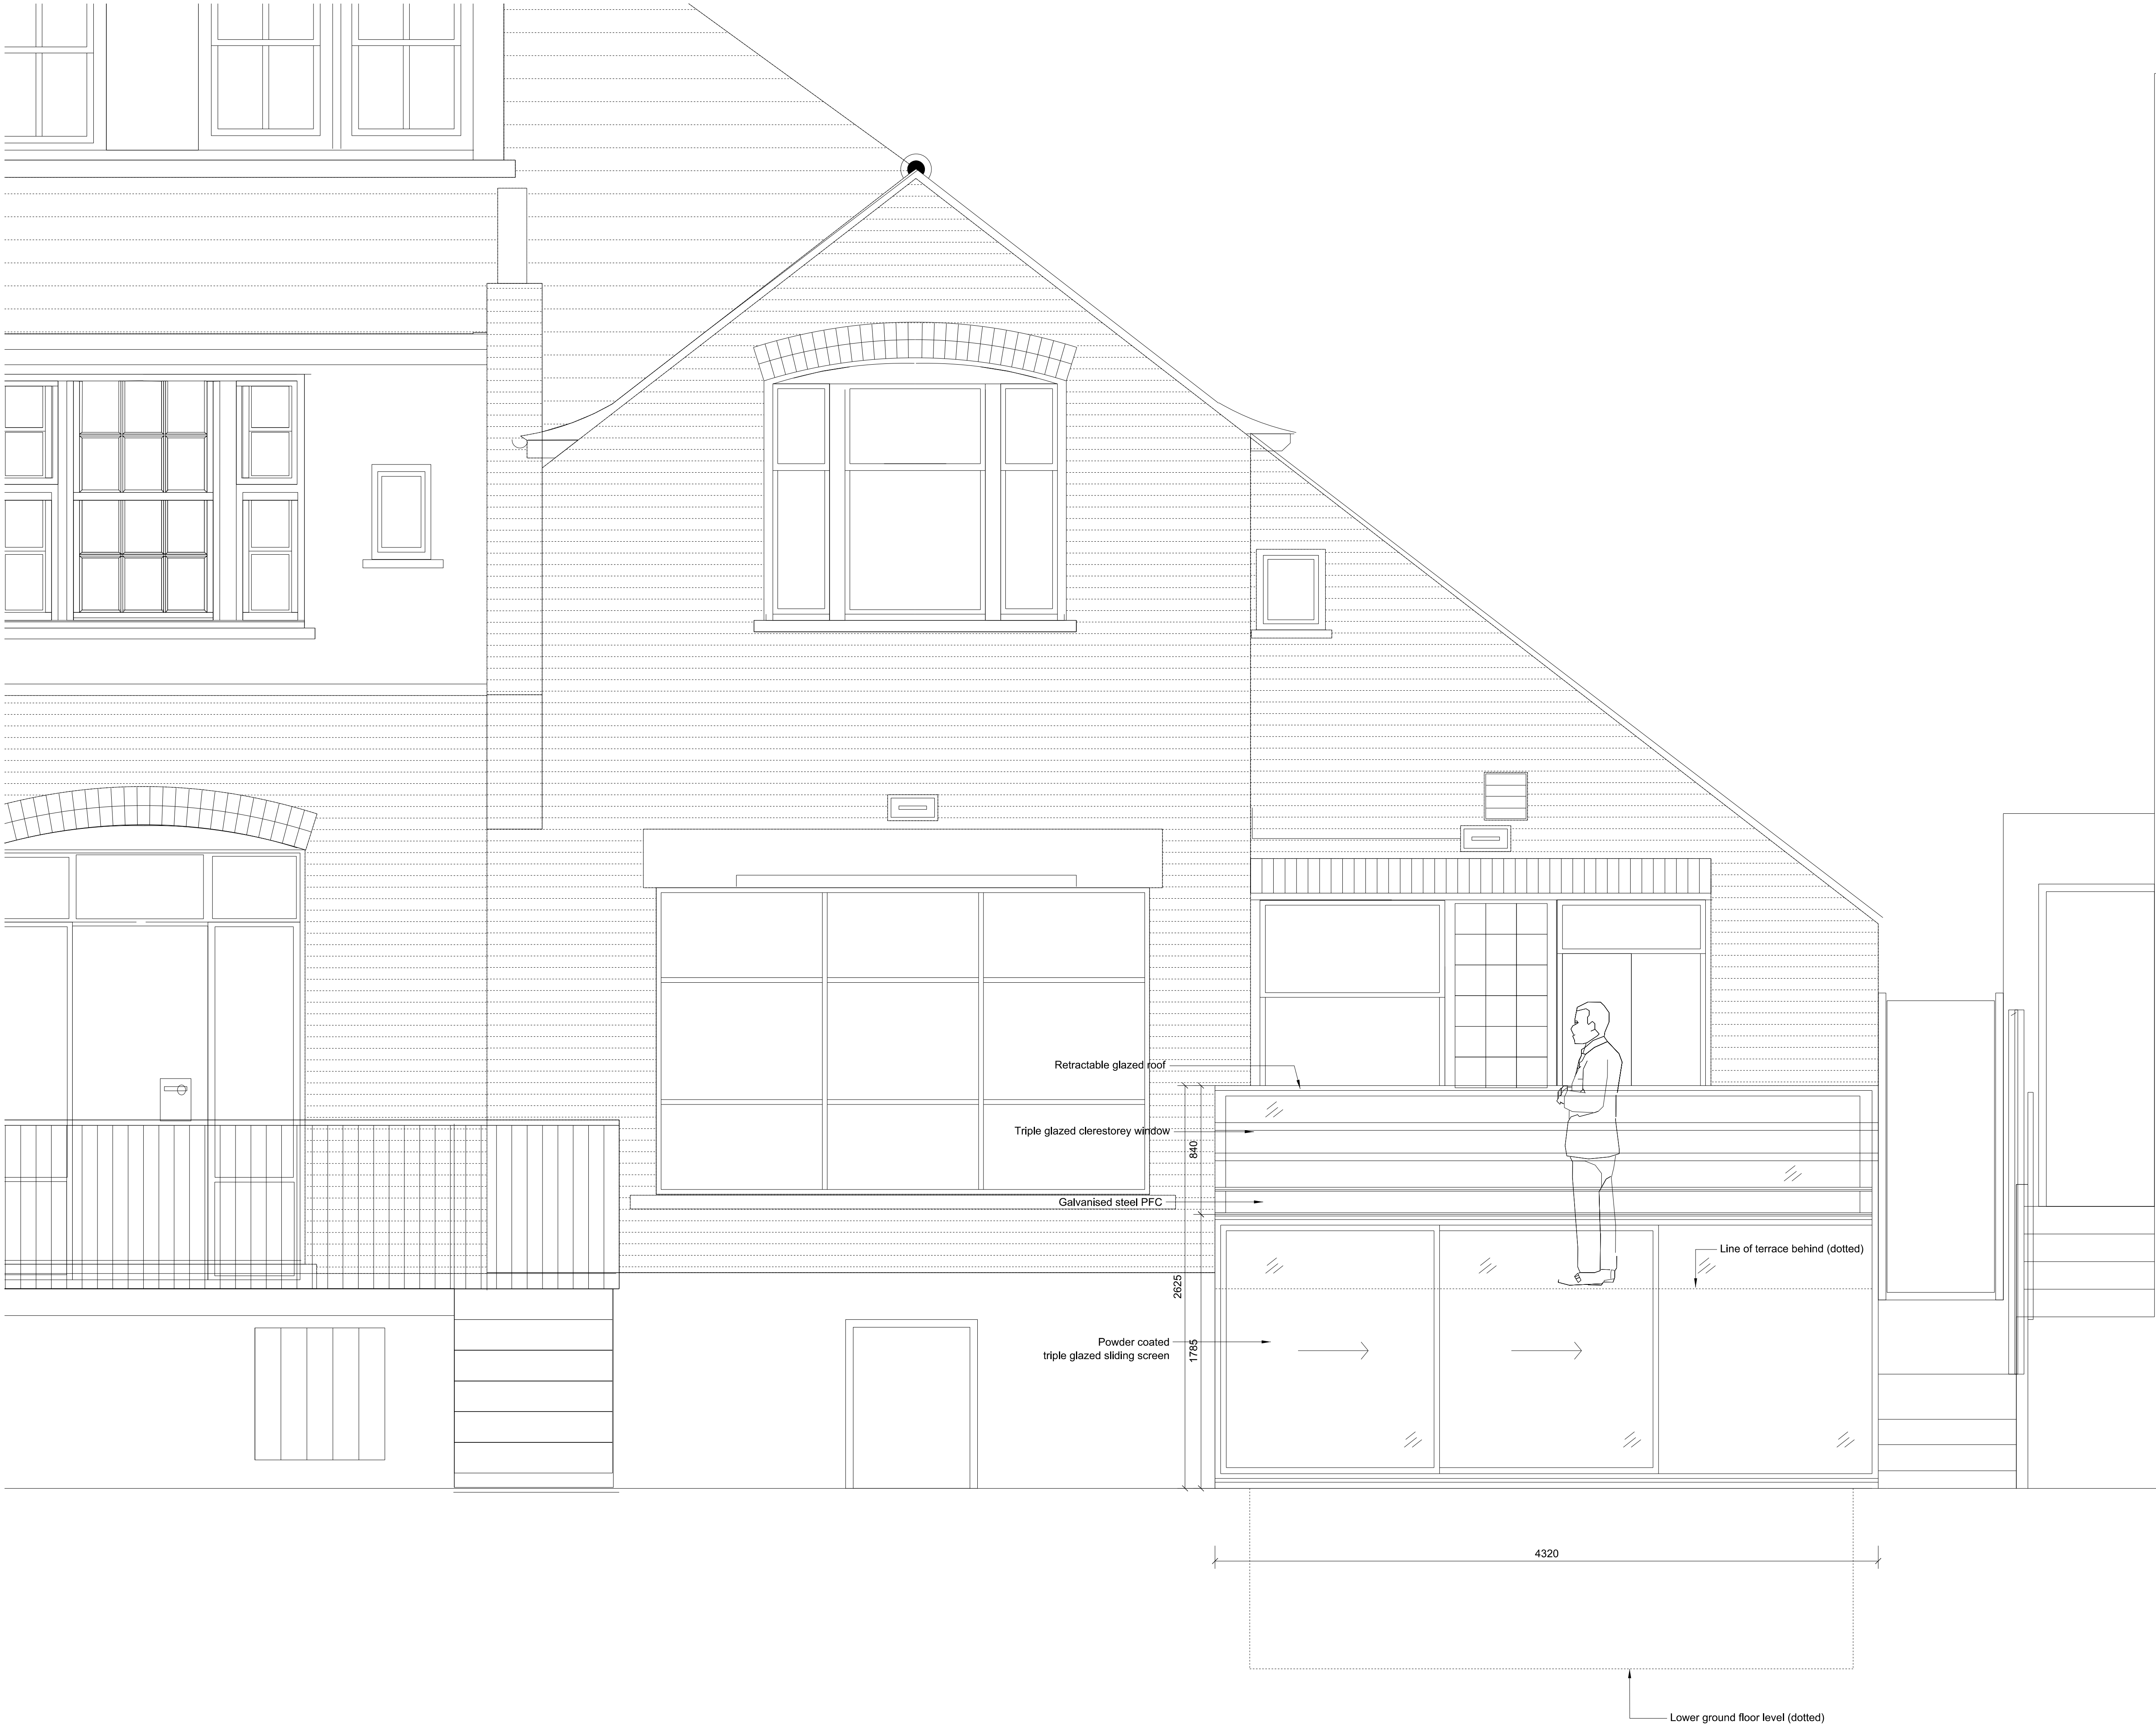 Retractable glazed roof
Triple glazed clerestorey window
840
Galvanised steel PFC
Line of terrace behind (dotted)
2625
Powder coated
triple glazed sliding screen
1785
4320
Lower ground floor level (dotted)